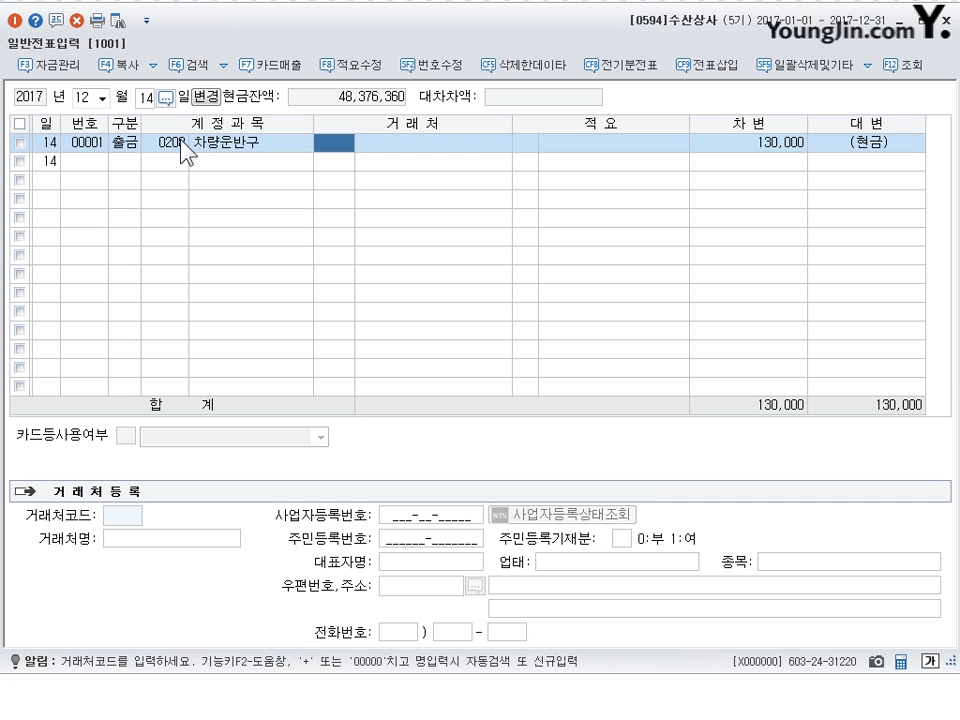 [0594]수산상사 (5기) 2017-01-01 ~ 2017-12-31
YoungJin.com Y.
일반전표입력 [1001]
F3 자금관리 F4 복사 F6 검색 F7 카드매출 F8 적요수정 SF2 번호수정 CF5 삭제한데이타 CF8 전기분전표 CF9 전표삽입 SF5 일괄삭제및기타 F12 조회
2017 년 12 월 14 일 변경 현금잔액: 48,376,360 대차차액:
일 번호 구분 계 정 과 목 거 래 처 적 요 차 변 대 변
14 00001 출금 차량운반구 130,000 (현금)
14
합 계 130,000 130,000
카드등사용여부
거 래 처 등 록
거래처코드: 사업자등록번호: ___-__-_____ NTS 사업자등록상태조회
거래처명: 주민등록번호: ______-_______ 주민등록기재분: 0:부 1:여
대표자명: 업태: 종목:
우편번호,주소:
전화번호: ) -
알림 : 거래처코드를 입력하세요. 기능키F2-도움창, '+' 또는 '00000'치고 명입력시 자동검색 또 신규입력 [X000000] 603-24-31220 가